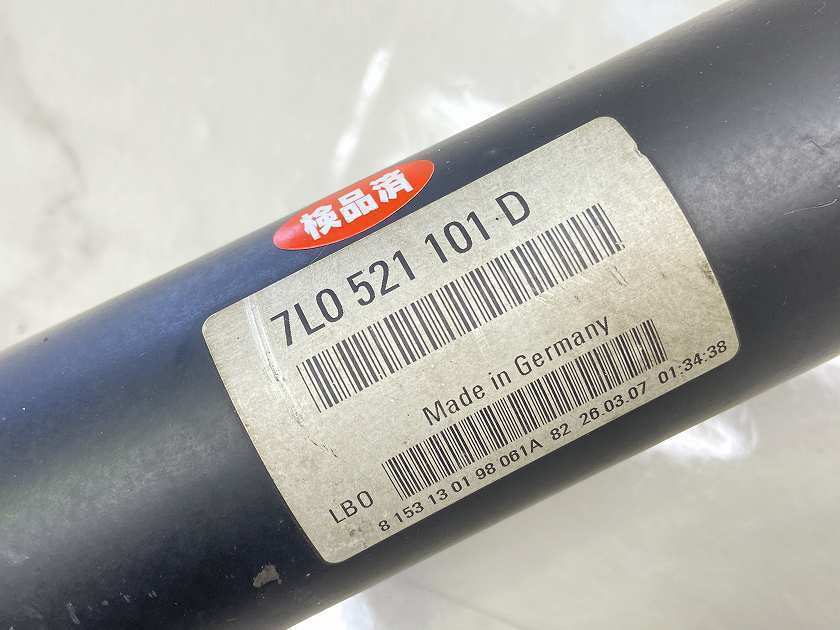 検品済
7L0 521 101 D
Made in Germany
LBO
8 153 13 01 98 061A 82 26.03.07 01:34:38